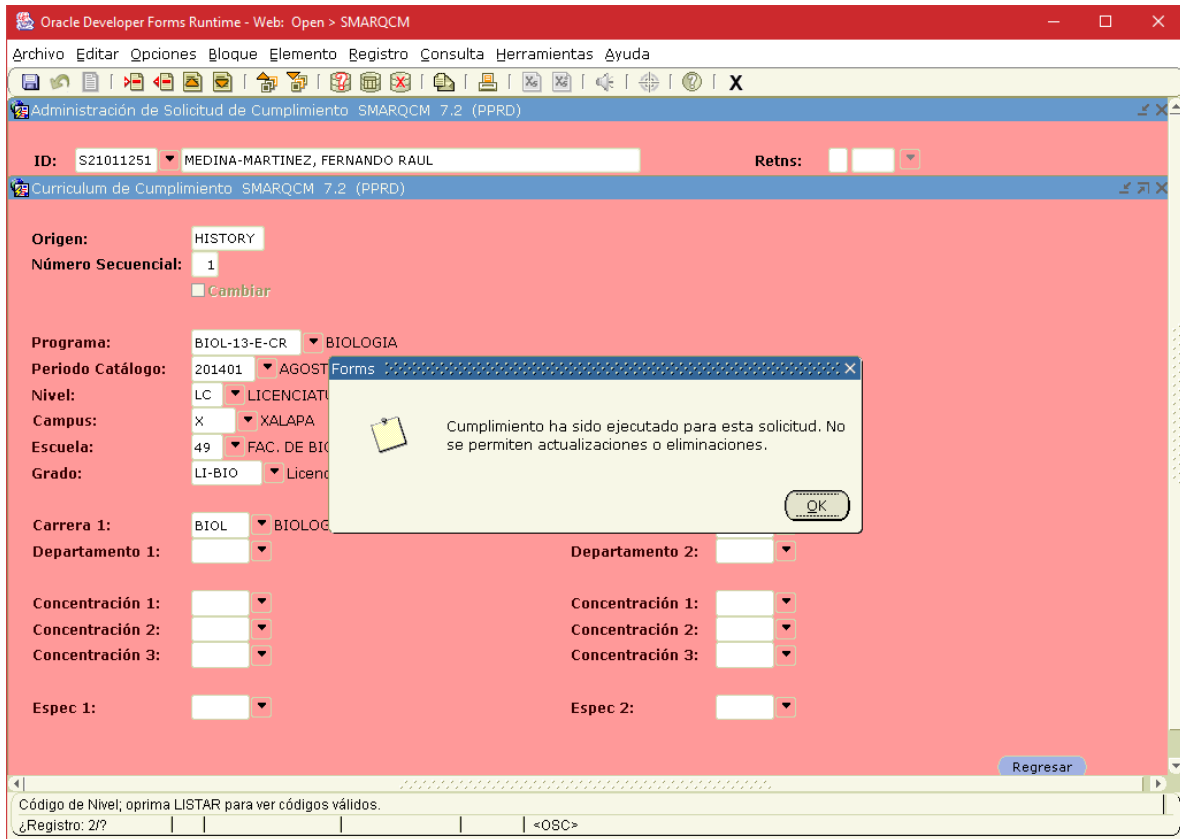 Oracle Developer Forms Runtime - Web: Open > SMARQCM
Archivo Editar Opciones Bloque Elemento Registro Consulta Herramientas Ayuda
Administración de Solicitud de Cumplimiento SMARQCM 7.2 (PPRD)
ID: S21011251 MEDINA-MARTINEZ, FERNANDO RAUL Retns:
Curriculum de Cumplimiento SMARQCM 7.2 (PPRD)
Origen: HISTORY
Número Secuencial: 1
Cambiar
Programa: BIOL-13-E-CR BIOLOGIA
Periodo Catálogo: 201401 AGOST
Nivel: LC LICENCIATU
Campus: X XALAPA
Escuela: 49 FAC. DE BIO
Grado: LI-BIO Licenc
Forms
Cumplimiento ha sido ejecutado para esta solicitud. No
se permiten actualizaciones o eliminaciones.
OK
Carrera 1: BIOL BIOLOG
Departamento 1: Departamento 2:
Concentración 1: Concentración 1:
Concentración 2: Concentración 2:
Concentración 3: Concentración 3:
Espec 1: Espec 2:
Regresar
Código de Nivel; oprima LISTAR para ver códigos válidos.
¿Registro: 2/? <OSC>